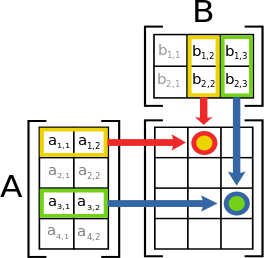 B
b1,1 b1,2 b1,3
b2,1 b2,2 b2,3
A
a1,1 a1,2
a2,1 a2,2
a3,1 a3,2
a4,1 a4,2